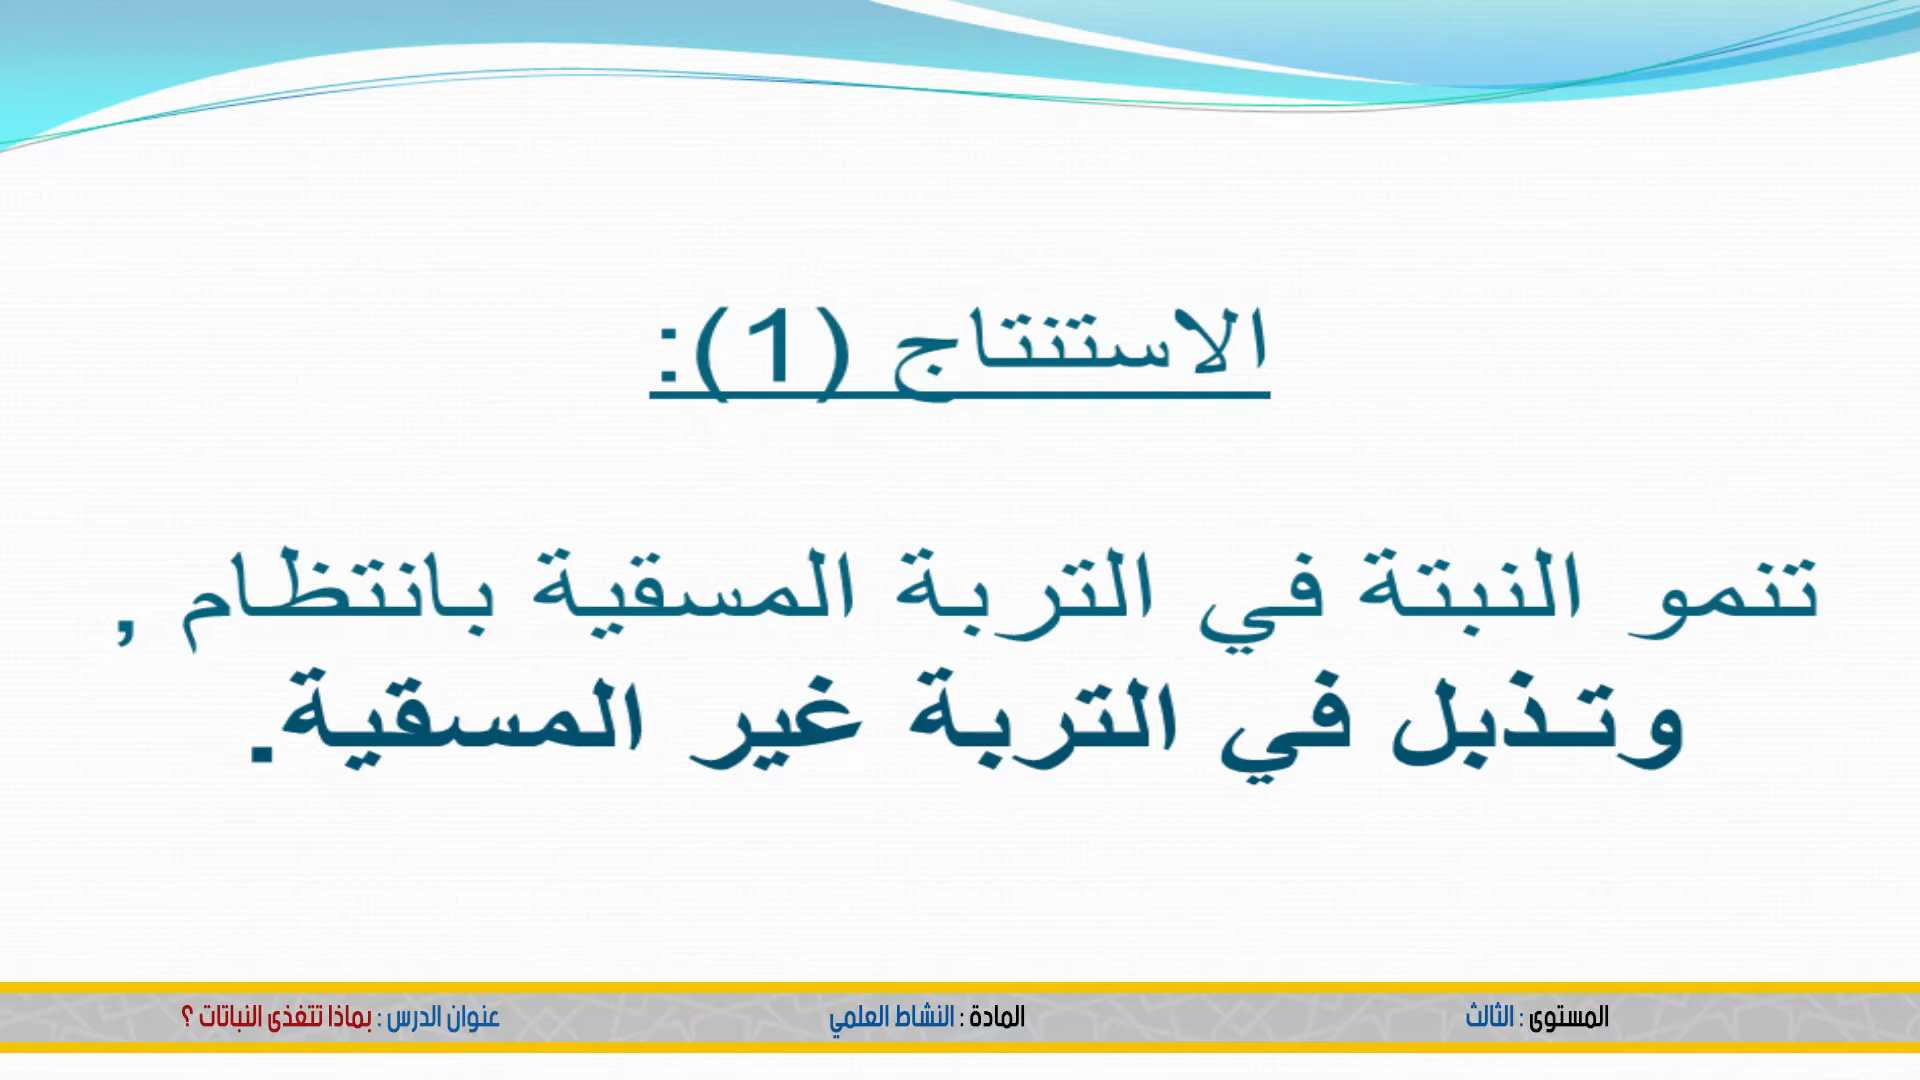 الاستنتاج (1):
تنمو النبتة في التربة المسقية بانتظام ,
وتـذبل في التربة غير المسقية.
المستوى : الثالث
المادة : النشاط العلمي
عنوان الدرس : بماذا تتغذى النباتات ؟